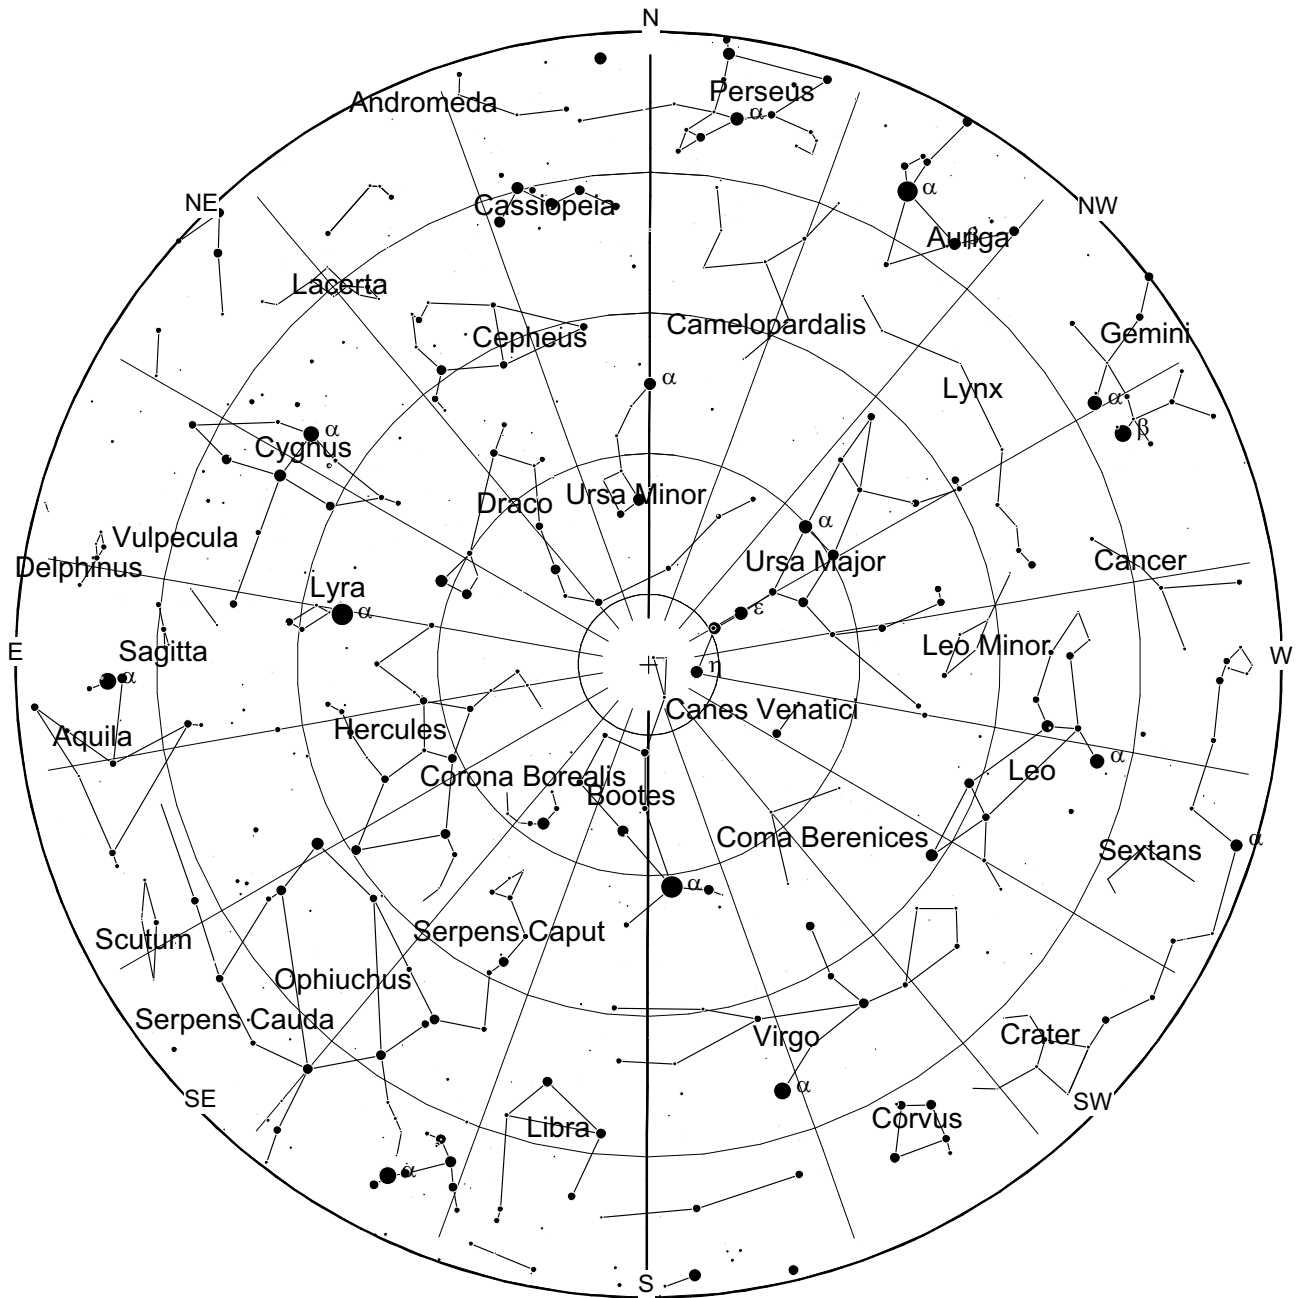 N
Andromeda
Perseus
α
NE
Cassiopeia
α
NW
Auriga
β
Lacerta
Cepheus
Camelopardalis
Gemini
α
Lynx
α
β
α
Cygnus
Draco
Ursa Minor
α
Vulpecula
Delphinus
Ursa Major
Cancer
Lyra
α
ε
E
Sagitta
α
Leo Minor
W
η
Canes Venatici
Aquila
Hercules
Corona Borealis
Bootes
Leo
α
Coma Berenices
Sextans
α
α
Scutum
Serpens Caput
Ophiuchus
Serpens Cauda
Virgo
Crater
α
SE
SW
Libra
Corvus
α
S